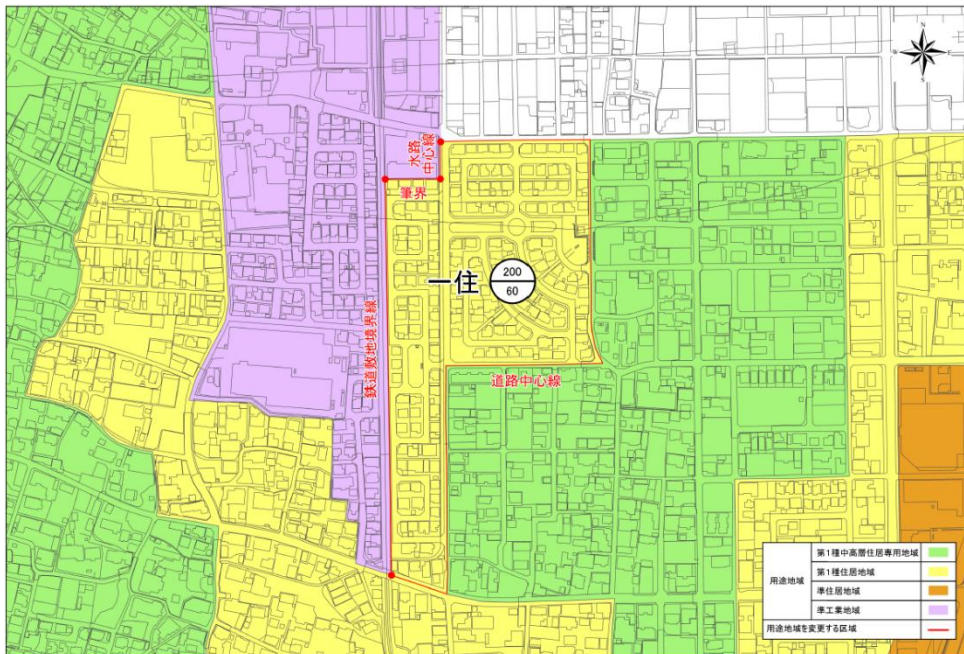 N
W
E
S
水路
中心線
筆界
一住
200
60
鉄道敷地境界線
道路中心線
用途地域
第1種中高層住居専用地域
第1種住居地域
準住居地域
準工業地域
用途地域を変更する区域